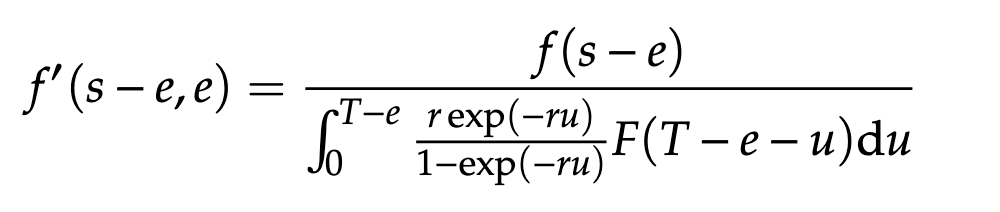 f′(s − e, e) = f(s − e) / ∫₀^{T−e} (r exp(−ru) / (1−exp(−ru))) F(T − e − u)du